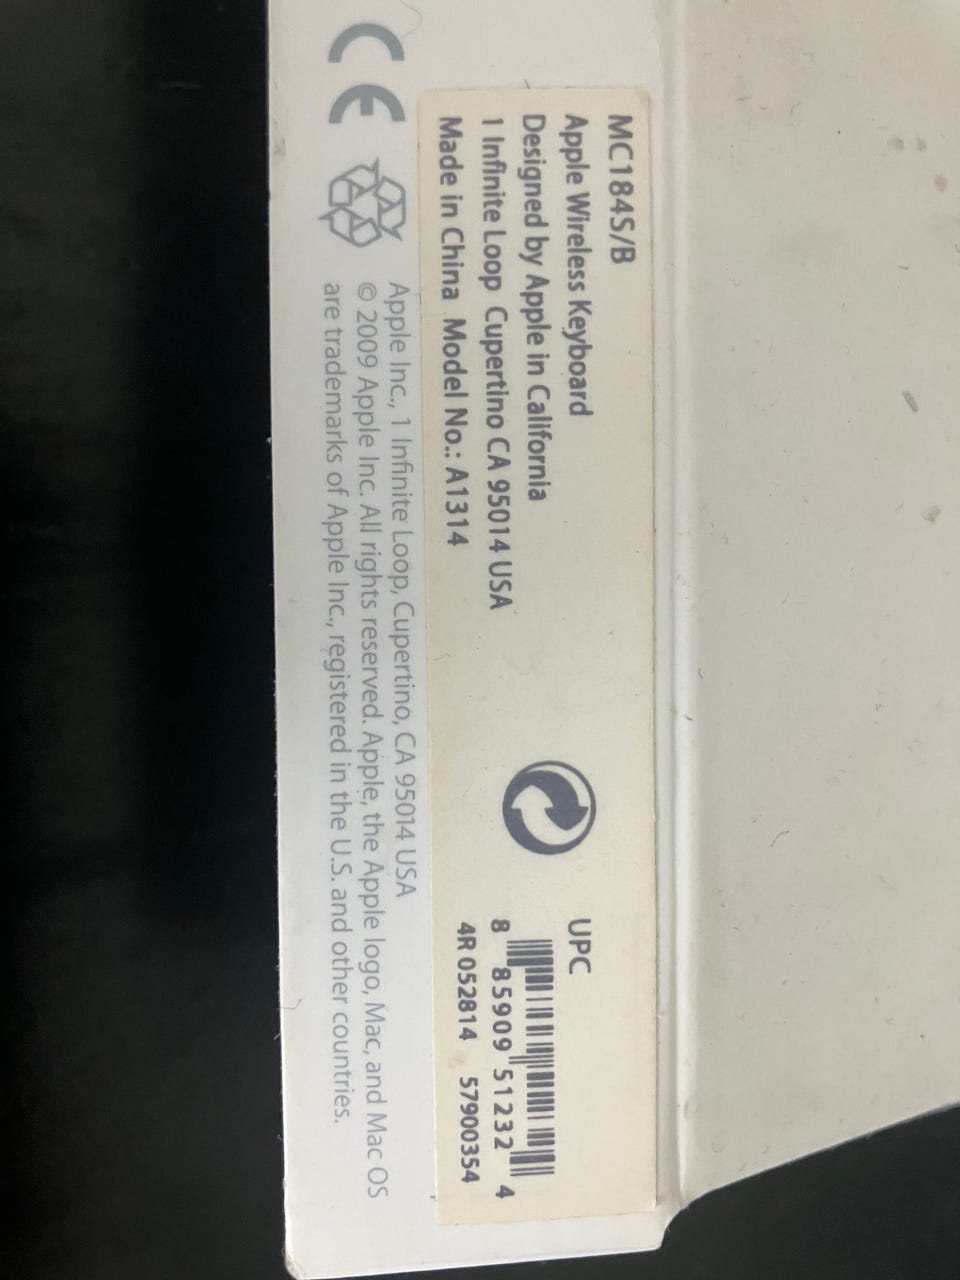 MC184S/B
Apple Wireless Keyboard
Designed by Apple in California
1 Infinite Loop Cupertino CA 95014 USA
Made in China Model No.: A1314
UPC
8 85909 51232 4
4R 052814 57900354
CE
Apple Inc., 1 Infinite Loop, Cupertino, CA 95014 USA
© 2009 Apple Inc. All rights reserved. Apple, the Apple logo, Mac, and Mac OS
are trademarks of Apple Inc., registered in the U.S. and other countries.